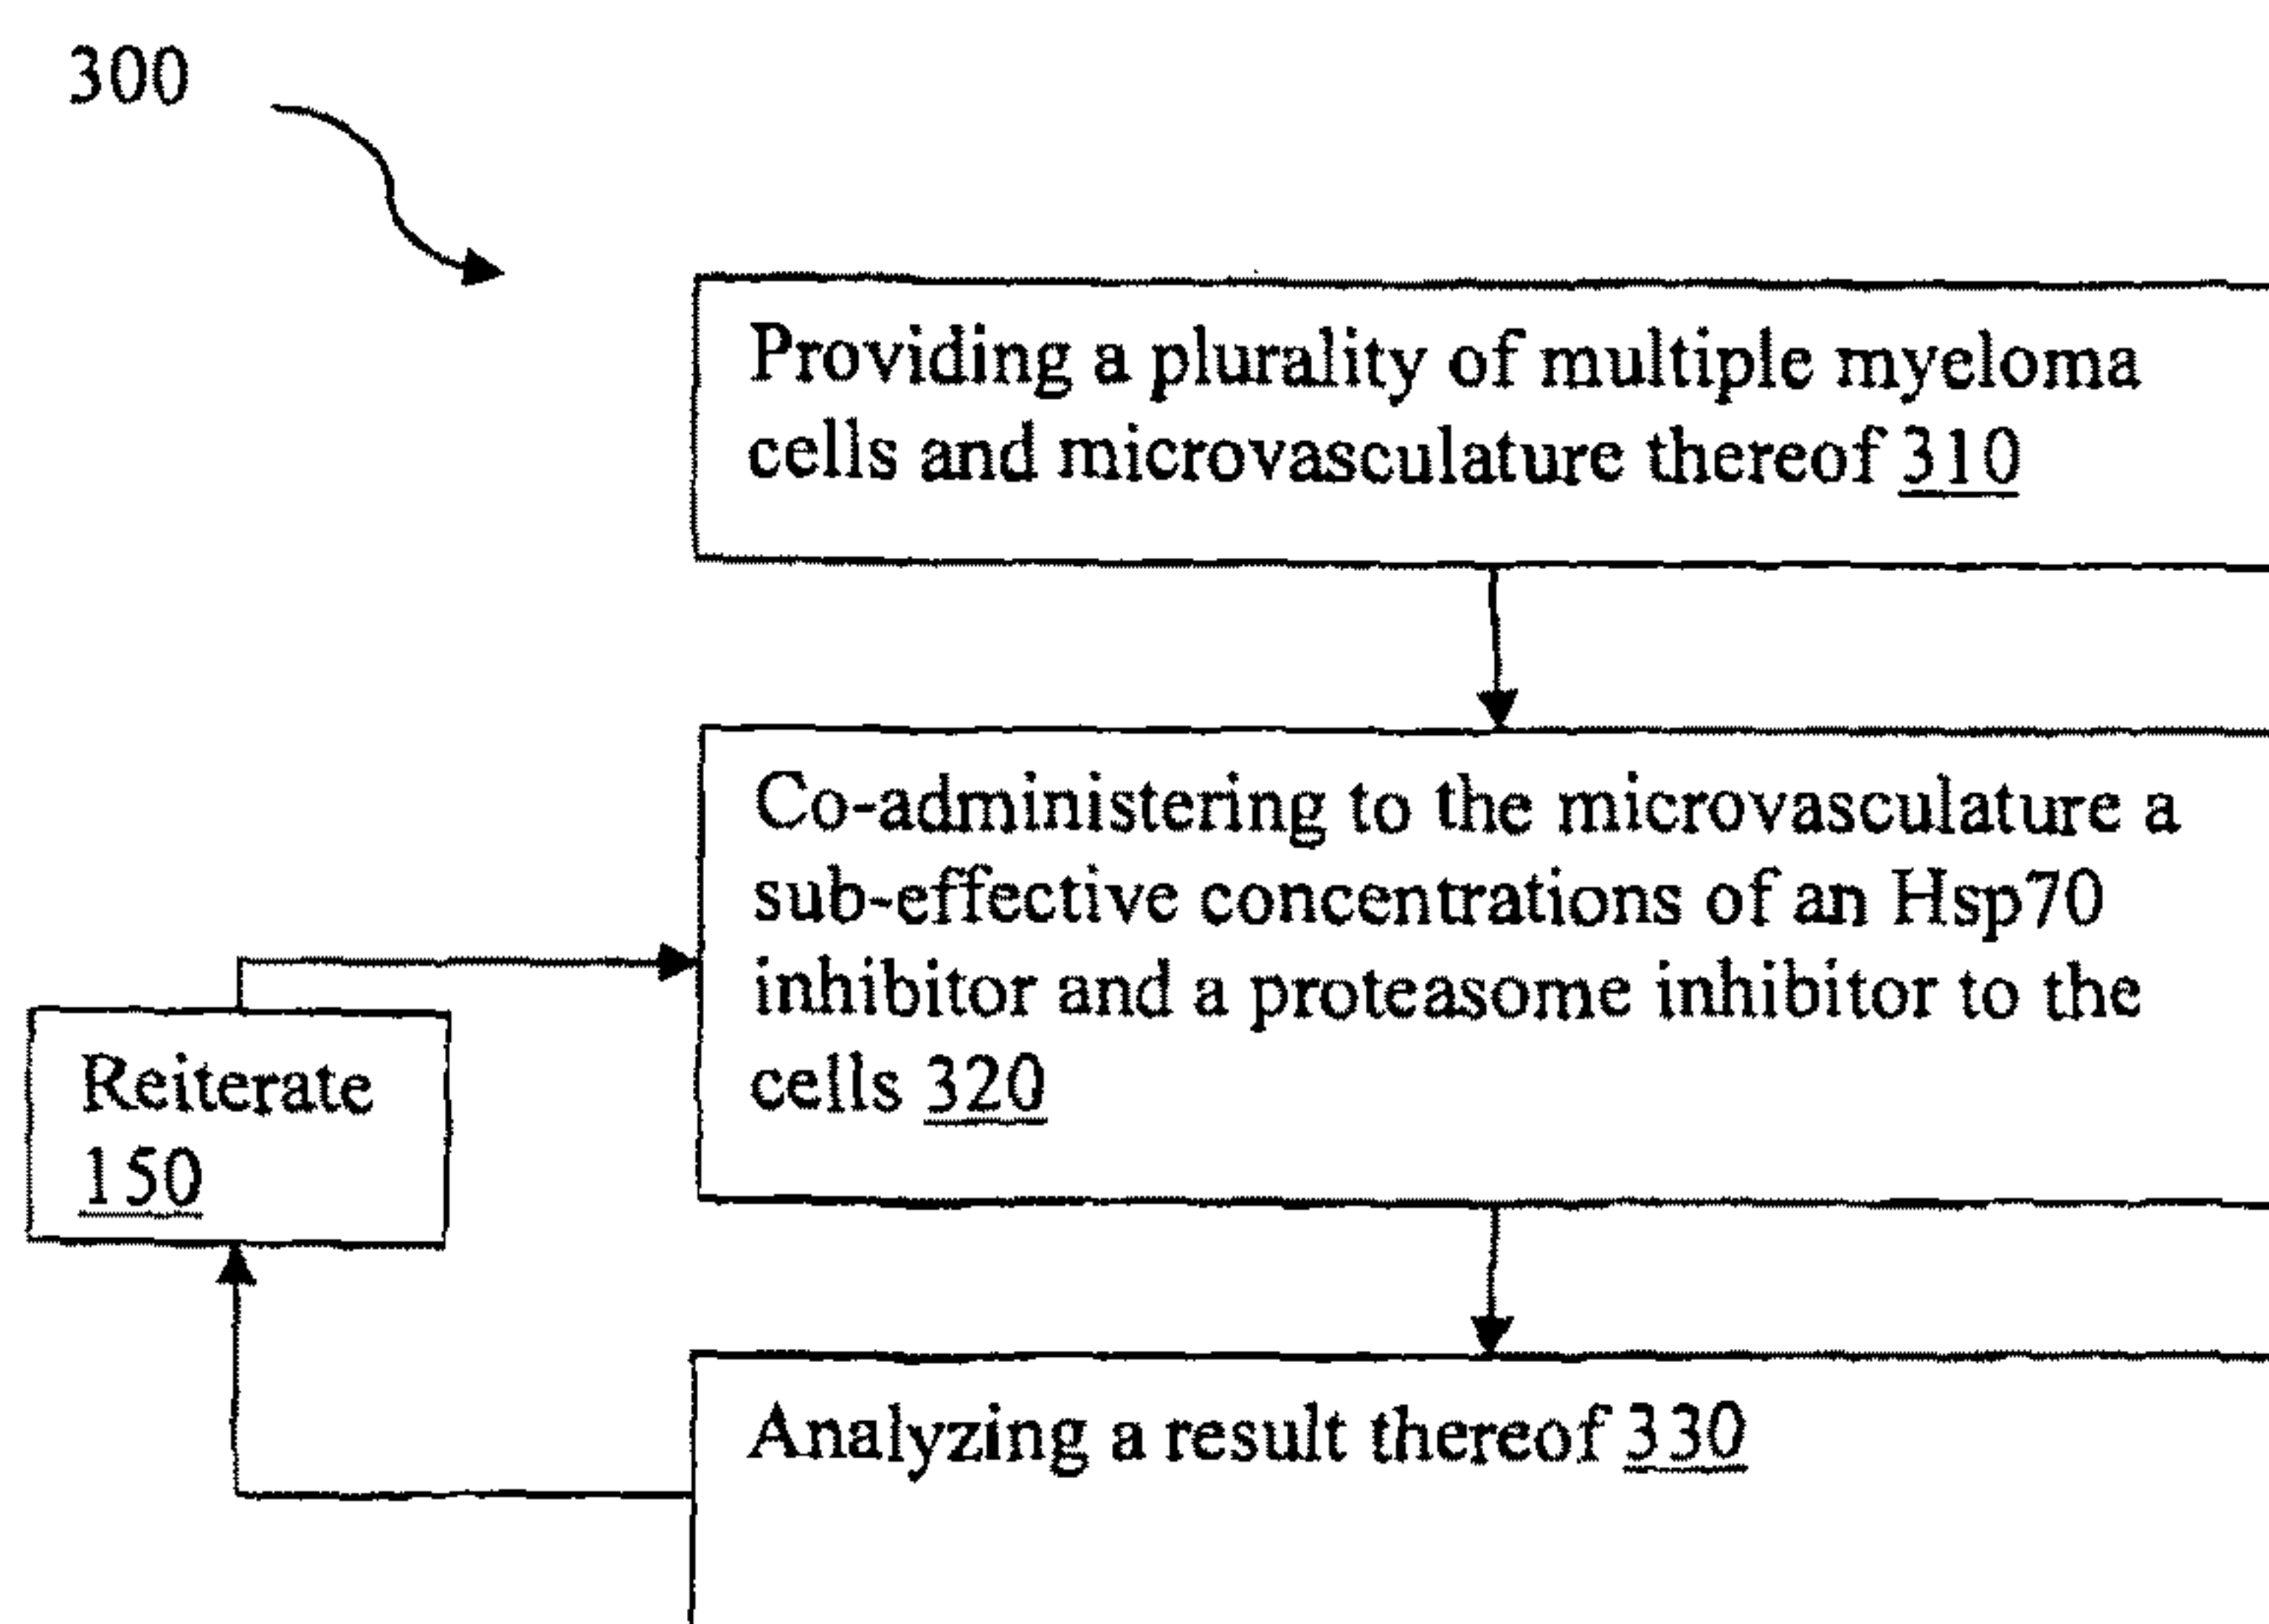 300
Providing a plurality of multiple myeloma
cells and microvasculature thereof 310
Co-administering to the microvasculature a
sub-effective concentrations of an Hsp70
inhibitor and a proteasome inhibitor to the
cells 320
Reiterate
150
Analyzing a result thereof 330